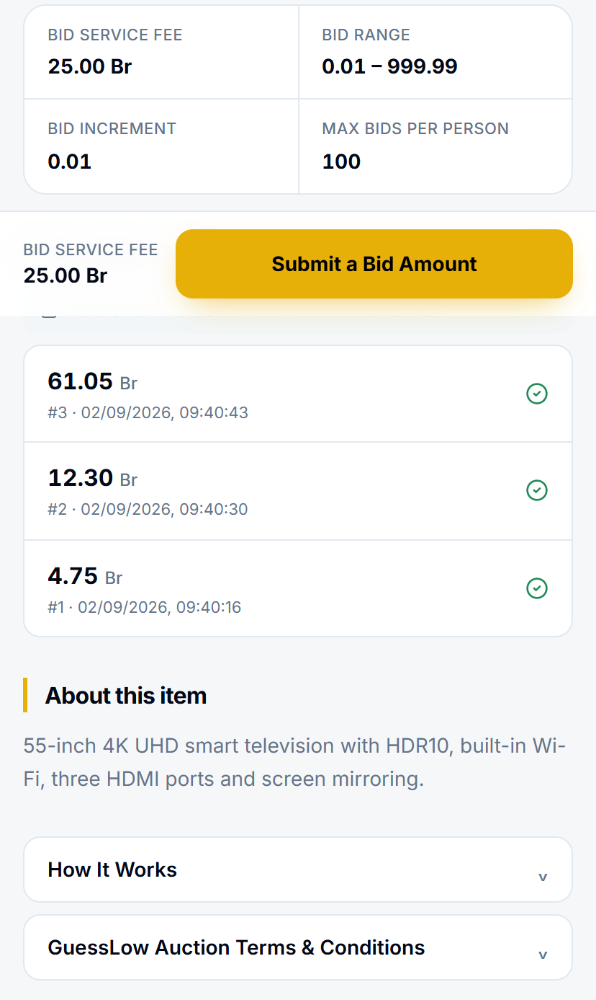 BID SERVICE FEE
25.00 Br
BID RANGE
0.01 – 999.99
BID INCREMENT
0.01
MAX BIDS PER PERSON
100
BID SERVICE FEE
25.00 Br
Submit a Bid Amount
61.05 Br
#3 · 02/09/2026, 09:40:43
12.30 Br
#2 · 02/09/2026, 09:40:30
4.75 Br
#1 · 02/09/2026, 09:40:16
About this item
55-inch 4K UHD smart television with HDR10, built-in Wi-
Fi, three HDMI ports and screen mirroring.
How It Works
GuessLow Auction Terms & Conditions